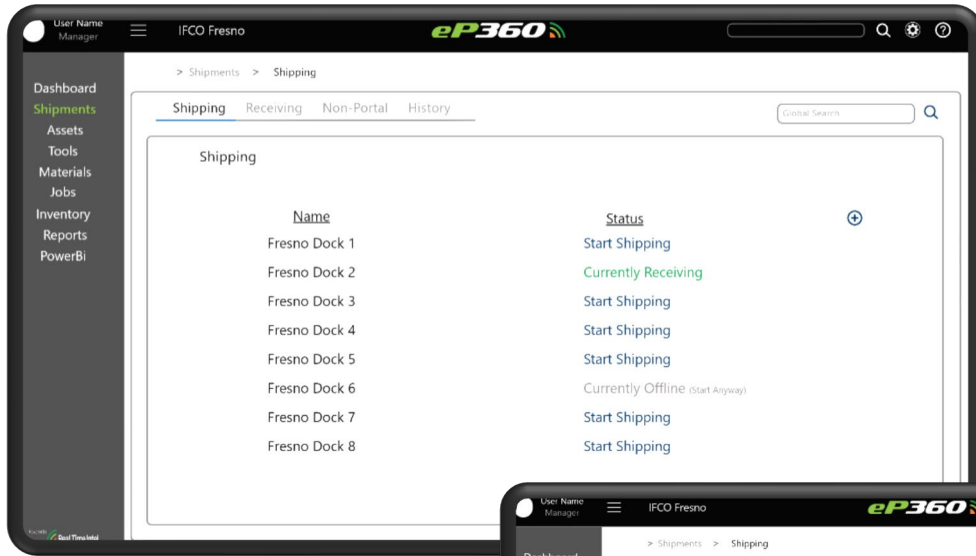 User Name
Manager
IFCO Fresno
eP360
> Shipments > Shipping
Dashboard
Shipments
Assets
Tools
Materials
Jobs
Inventory
Reports
PowerBi
Shipping Receiving Non-Portal History
Global Search
Shipping
Name Status
Fresno Dock 1 Start Shipping
Fresno Dock 2 Currently Receiving
Fresno Dock 3 Start Shipping
Fresno Dock 4 Start Shipping
Fresno Dock 5 Start Shipping
Fresno Dock 6 Currently Offline (Start Anyway)
Fresno Dock 7 Start Shipping
Fresno Dock 8 Start Shipping
Real Time Intel
User Name
Manager
IFCO Fresno
eP360
> Shipments > Shipping
Dashboard